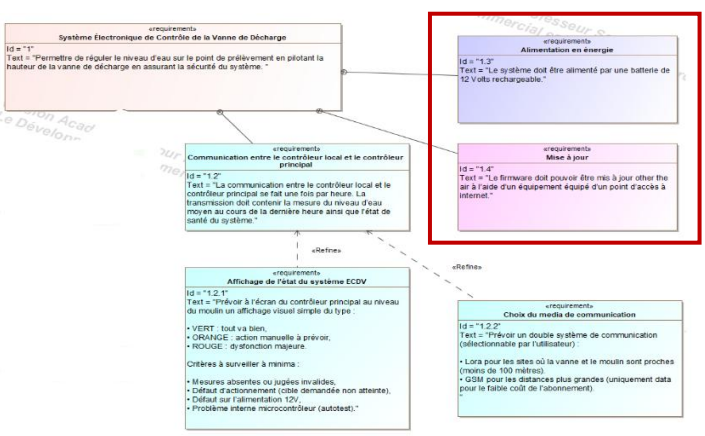 «requirement»
Système Électronique de Contrôle de la Vanne de Décharge
Id = "1"
Text = "Permettre de réguler le niveau d'eau sur le point de prélèvement en pilotant la
hauteur de la vanne de décharge en assurant la sécurité du système. "
«requirement»
Alimentation en énergie
Id = "1.3"
Text = "Le système doit être alimenté par une batterie de
12 Volts rechargeable."
«requirement»
Communication entre le contrôleur local et le contrôleur
principal
Id = "1.2"
Text = "La communication entre le contrôleur local et le
contrôleur principal se fait une fois par heure. La
transmission doit contenir la mesure du niveau d'eau
moyen au cours de la dernière heure ainsi que l'état de
santé du système."
«requirement»
Mise à jour
Id = "1.4"
Text = "Le firmware doit pouvoir être mis à jour other the
air à l'aide d'un équipement équipé d'un point d'accès à
internet."
«Refine»
«Refine»
«requirement»
Affichage de l'état du système ECDV
Id = "1.2.1"
Text = "Prévoir à l'écran du contrôleur principal au niveau
du moulin un affichage visuel simple du type :
• VERT : tout va bien,
• ORANGE : action manuelle à prévoir,
• ROUGE : dysfonction majeure.
Critères à surveiller à minima :
• Mesures absentes ou jugées invalides,
• Défaut d'actionnement (cible demandée non atteinte),
• Défaut sur l'alimentation 12V,
• Problème interne microcontrôleur (autotest)."
«requirement»
Choix du media de communication
Id = "1.2.2"
Text = "Prévoir un double système de communication
(sélectionnable par l'utilisateur) :
• Lora pour les sites où la vanne et le moulin sont proches
(moins de 100 mètres).
• GSM pour les distances plus grandes (uniquement data
pour le faible coût de l'abonnement).
"